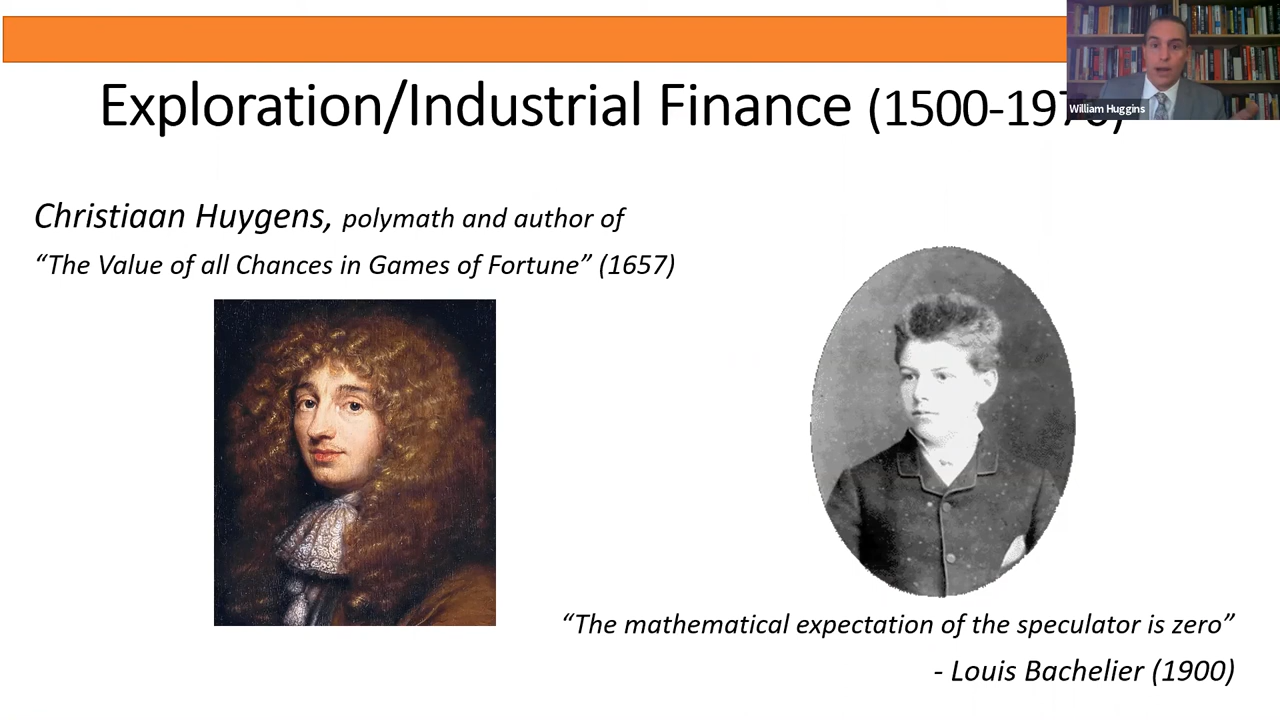 Exploration/Industrial Finance (1500-197
William Huggins
Christiaan Huygens, polymath and author of
“The Value of all Chances in Games of Fortune” (1657)
“The mathematical expectation of the speculator is zero”
- Louis Bachelier (1900)